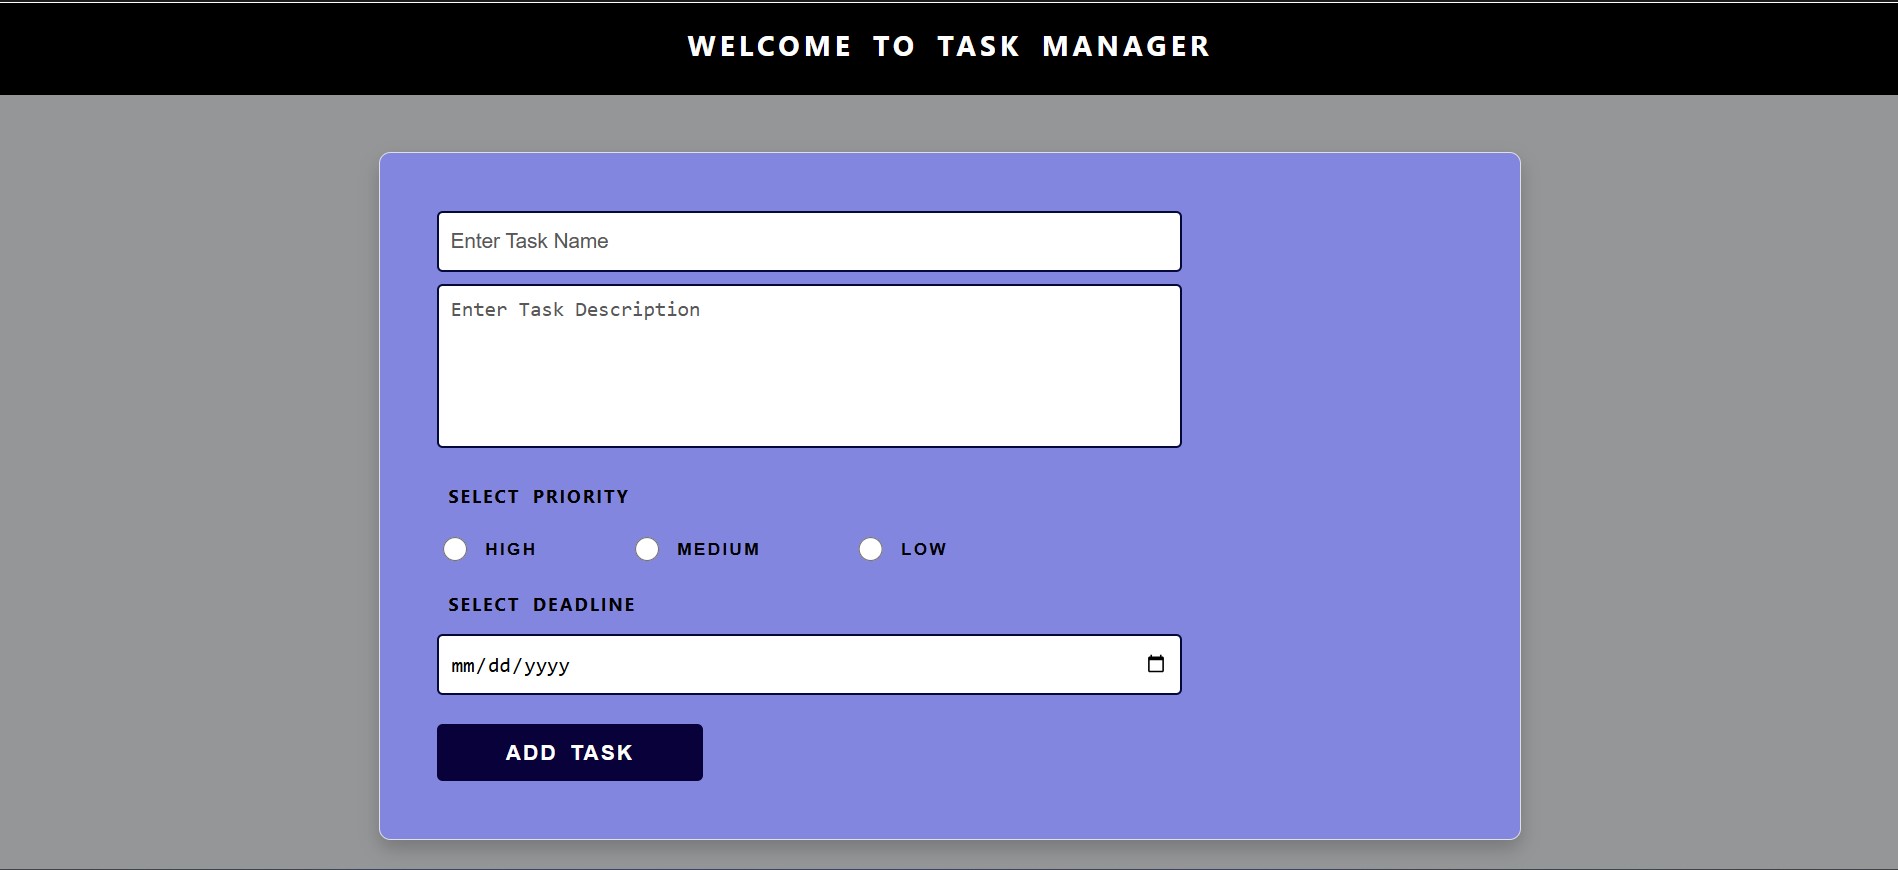 WELCOME TO TASK MANAGER
Enter Task Name
Enter Task Description
SELECT PRIORITY
HIGH MEDIUM LOW
SELECT DEADLINE
mm/dd/yyyy
ADD TASK